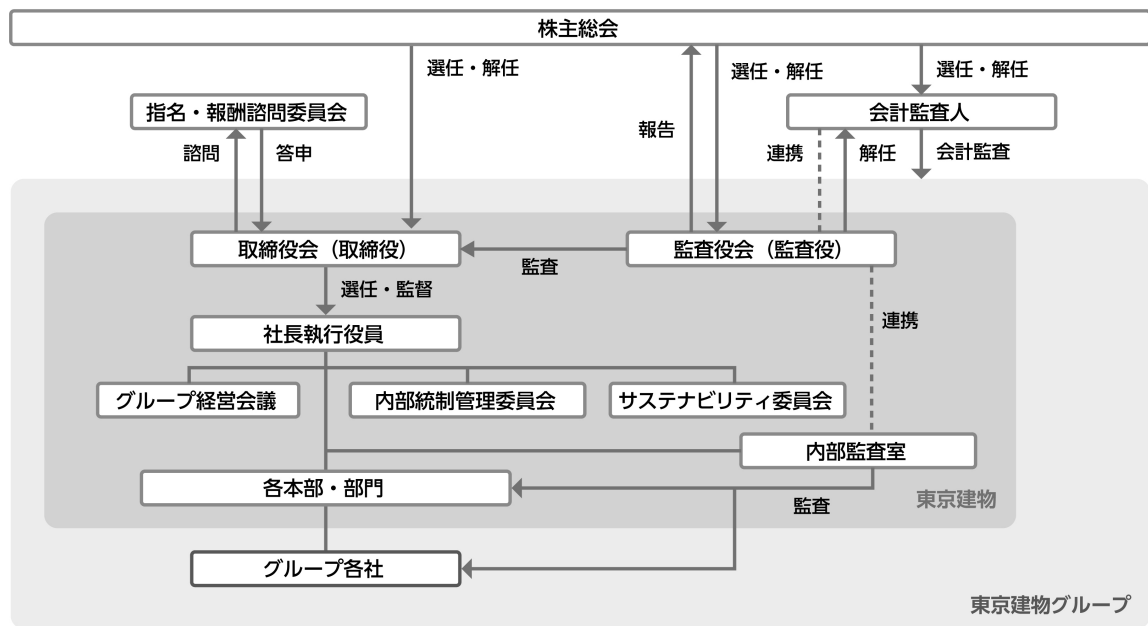 株主総会
選任・解任
選任・解任
選任・解任
指名・報酬諮問委員会
会計監査人
報告
諮問
答申
連携
解任
会計監査
取締役会（取締役）
監査役会（監査役）
監査
選任・監督
連携
社長執行役員
グループ経営会議
内部統制管理委員会
サステナビリティ委員会
内部監査室
各本部・部門
監査
東京建物
グループ各社
東京建物グループ